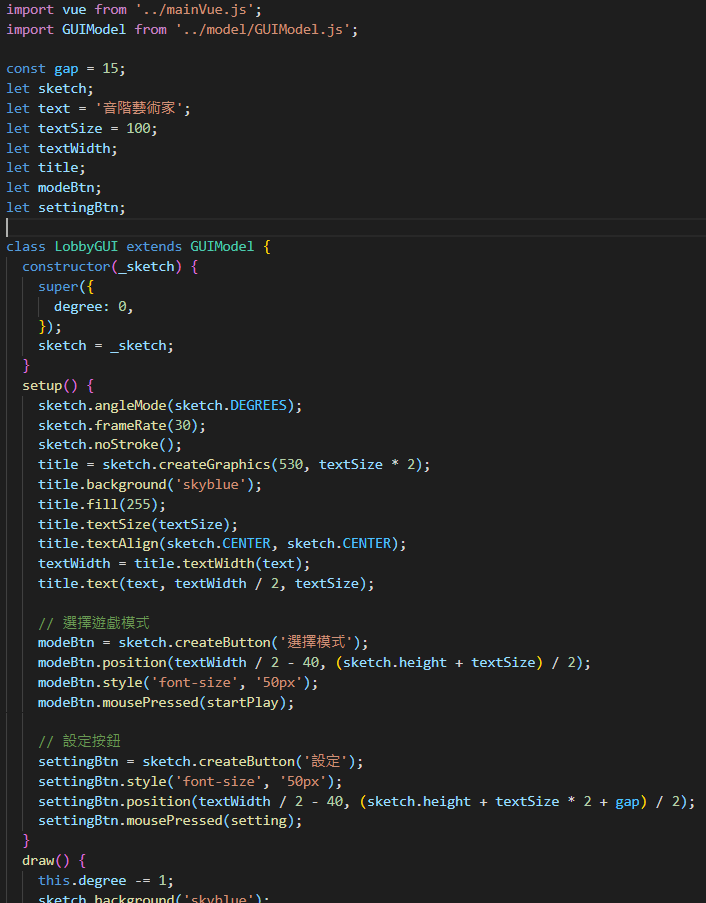 import vue from '../mainVue.js';
import GUIModel from '../model/GUIModel.js';
const gap = 15;
let sketch;
let text = '音階藝術家';
let textSize = 100;
let textWidth;
let title;
let modeBtn;
let settingBtn;
class LobbyGUI extends GUIModel {
constructor(_sketch) {
super({
degree: 0,
});
sketch = _sketch;
}
setup() {
sketch.angleMode(sketch.DEGREES);
sketch.frameRate(30);
sketch.noStroke();
title = sketch.createGraphics(530, textSize * 2);
title.background('skyblue');
title.fill(255);
title.textSize(textSize);
title.textAlign(sketch.CENTER, sketch.CENTER);
textWidth = title.textWidth(text);
title.text(text, textWidth / 2, textSize);
// 選擇遊戲模式
modeBtn = sketch.createButton('選擇模式');
modeBtn.position(textWidth / 2 - 40, (sketch.height + textSize) / 2);
modeBtn.style('font-size', '50px');
modeBtn.mousePressed(startPlay);
// 設定按鈕
settingBtn = sketch.createButton('設定');
settingBtn.style('font-size', '50px');
settingBtn.position(textWidth / 2 - 40, (sketch.height + textSize * 2 + gap) / 2);
settingBtn.mousePressed(setting);
}
draw() {
this.degree -= 1;
sketch.background('skyblue');